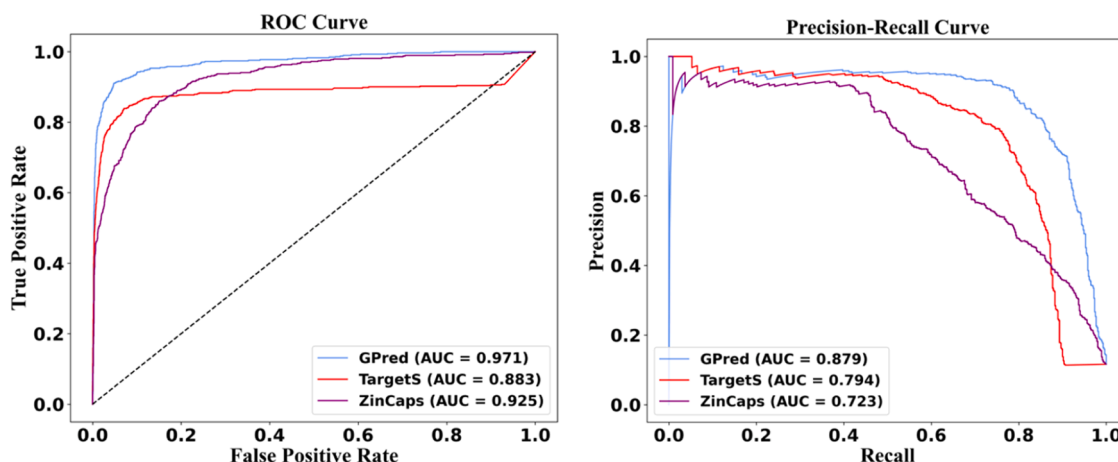 ROC Curve
True Positive Rate
1.0
0.8
0.6
0.4
0.2
0.0
GPred (AUC = 0.971)
TargetS (AUC = 0.883)
ZinCaps (AUC = 0.925)
0.0 0.2 0.4 0.6 0.8 1.0
False Positive Rate
Precision-Recall Curve
Precision
1.0
0.8
0.6
0.4
0.2
0.0
GPred (AUC = 0.879)
TargetS (AUC = 0.794)
ZinCaps (AUC = 0.723)
0.0 0.2 0.4 0.6 0.8 1.0
Recall